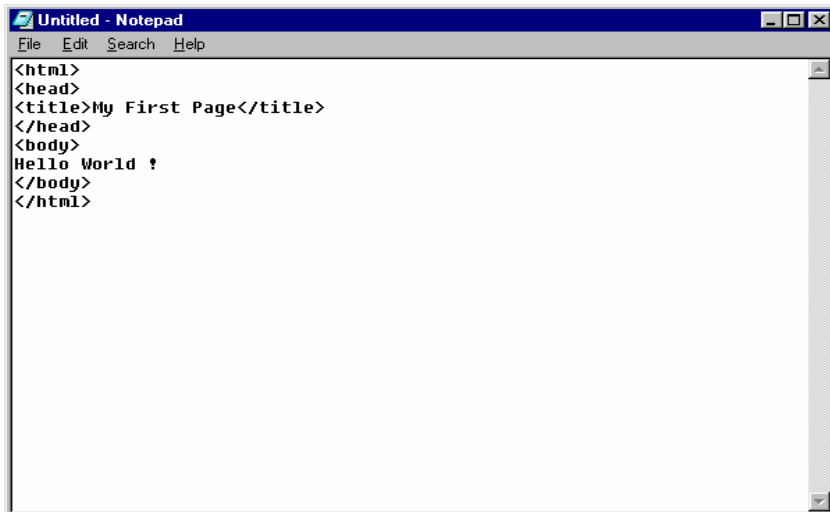 Untitled - Notepad
File Edit Search Help
<html>
<head>
<title>My First Page</title>
</head>
<body>
Hello World !
</body>
</html>